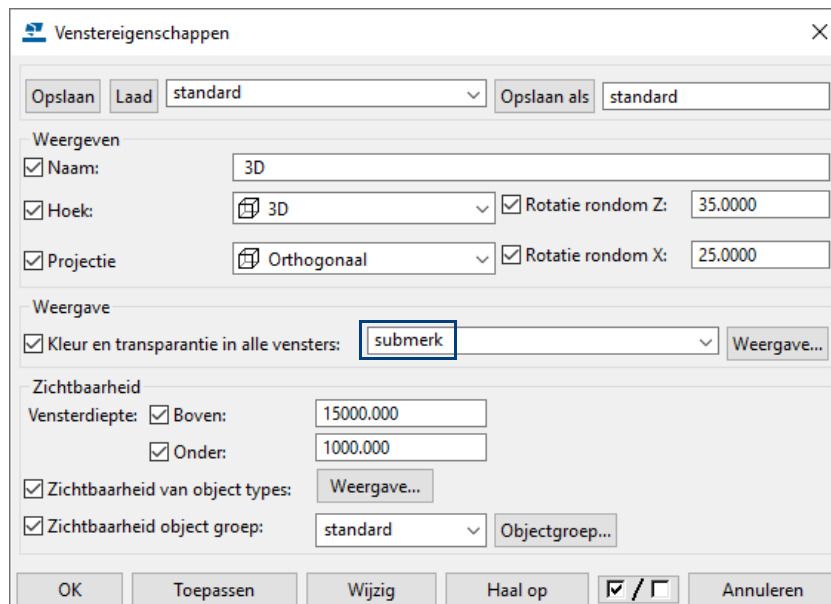 Venstereigenschappen
Opslaan Laad standard Opslaan als standard
Weergeven
Naam: 3D
Hoek: 3D Rotatie rondom Z: 35.0000
Projectie Orthogonaal Rotatie rondom X: 25.0000
Weergave
Kleur en transparantie in alle vensters: submerk Weergave...
Zichtbaarheid
Vensterdiepte: Boven: 15000.000
Onder: 1000.000
Zichtbaarheid van object types: Weergave...
Zichtbaarheid object groep: standard Objectgroep...
OK Toepassen Wijzig Haal op / Annuleren